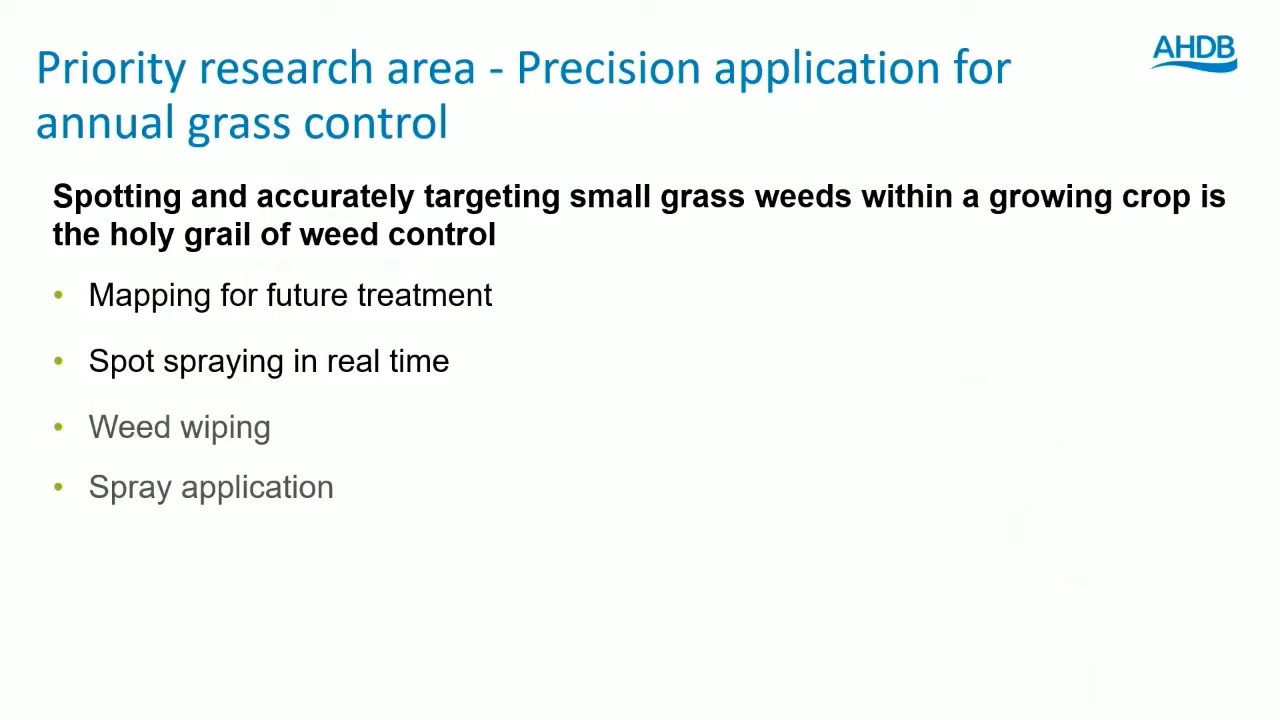 AHDB
Priority research area - Precision application for
annual grass control
Spotting and accurately targeting small grass weeds within a growing crop is
the holy grail of weed control
• Mapping for future treatment
• Spot spraying in real time
• Weed wiping
• Spray application